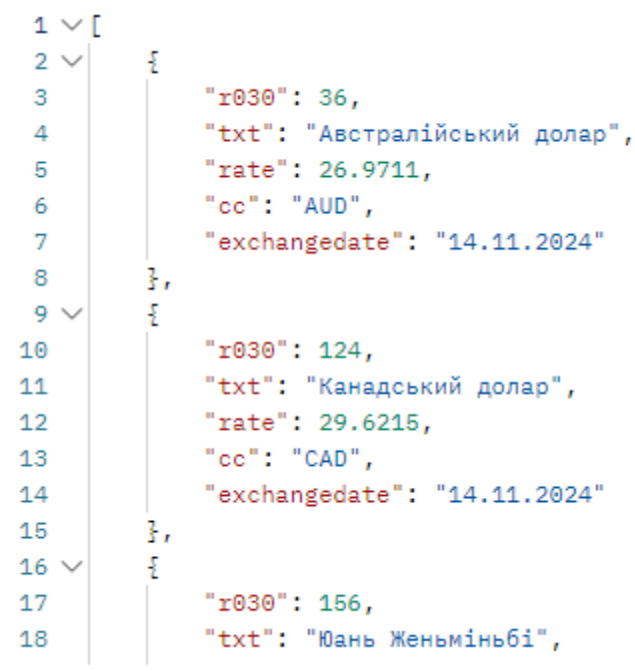 1 [
2 {
3 "r030": 36,
4 "txt": "Австралійський долар",
5 "rate": 26.9711,
6 "cc": "AUD",
7 "exchangedate": "14.11.2024"
8 },
9 {
10 "r030": 124,
11 "txt": "Канадський долар",
12 "rate": 29.6215,
13 "cc": "CAD",
14 "exchangedate": "14.11.2024"
15 },
16 {
17 "r030": 156,
18 "txt": "Юань Женьміньбі",